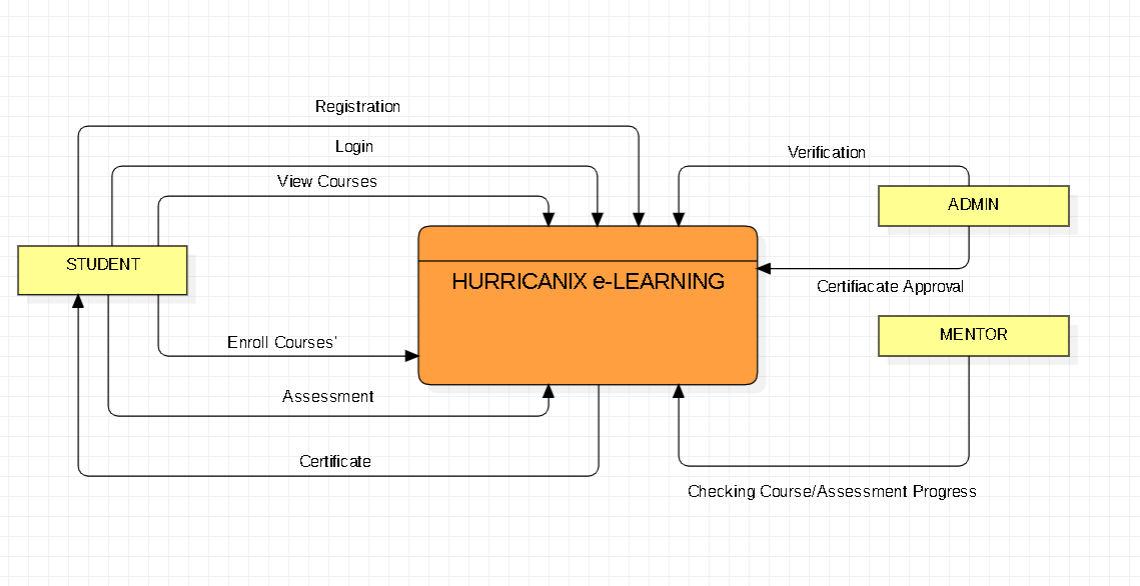 Registration
Login
Verification
View Courses
ADMIN
STUDENT
HURRICANIX e-LEARNING
Certifiacate Approval
MENTOR
Enroll Courses'
Assessment
Certificate
Checking Course/Assessment Progress